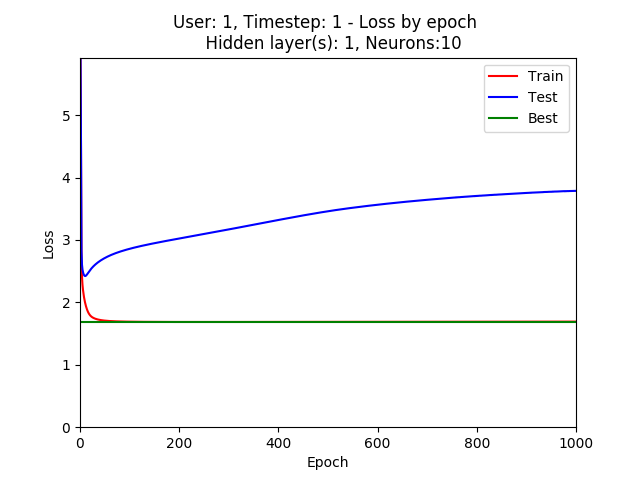 User: 1, Timestep: 1 - Loss by epoch
Hidden layer(s): 1, Neurons:10
Train
Test
Best
5
4
3
2
1
0
Loss
0
200
400
600
800
1000
Epoch